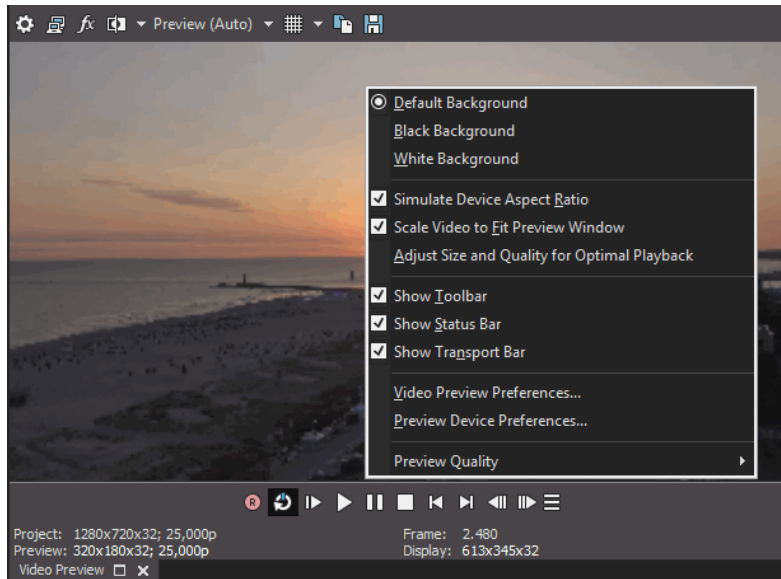 fx Preview (Auto)
Default Background
Black Background
White Background
Simulate Device Aspect Ratio
Scale Video to Fit Preview Window
Adjust Size and Quality for Optimal Playback
Show Toolbar
Show Status Bar
Show Transport Bar
Video Preview Preferences...
Preview Device Preferences...
Preview Quality
R
Project: 1280x720x32; 25,000p Frame: 2.480
Preview: 320x180x32; 25,000p Display: 613x345x32
Video Preview